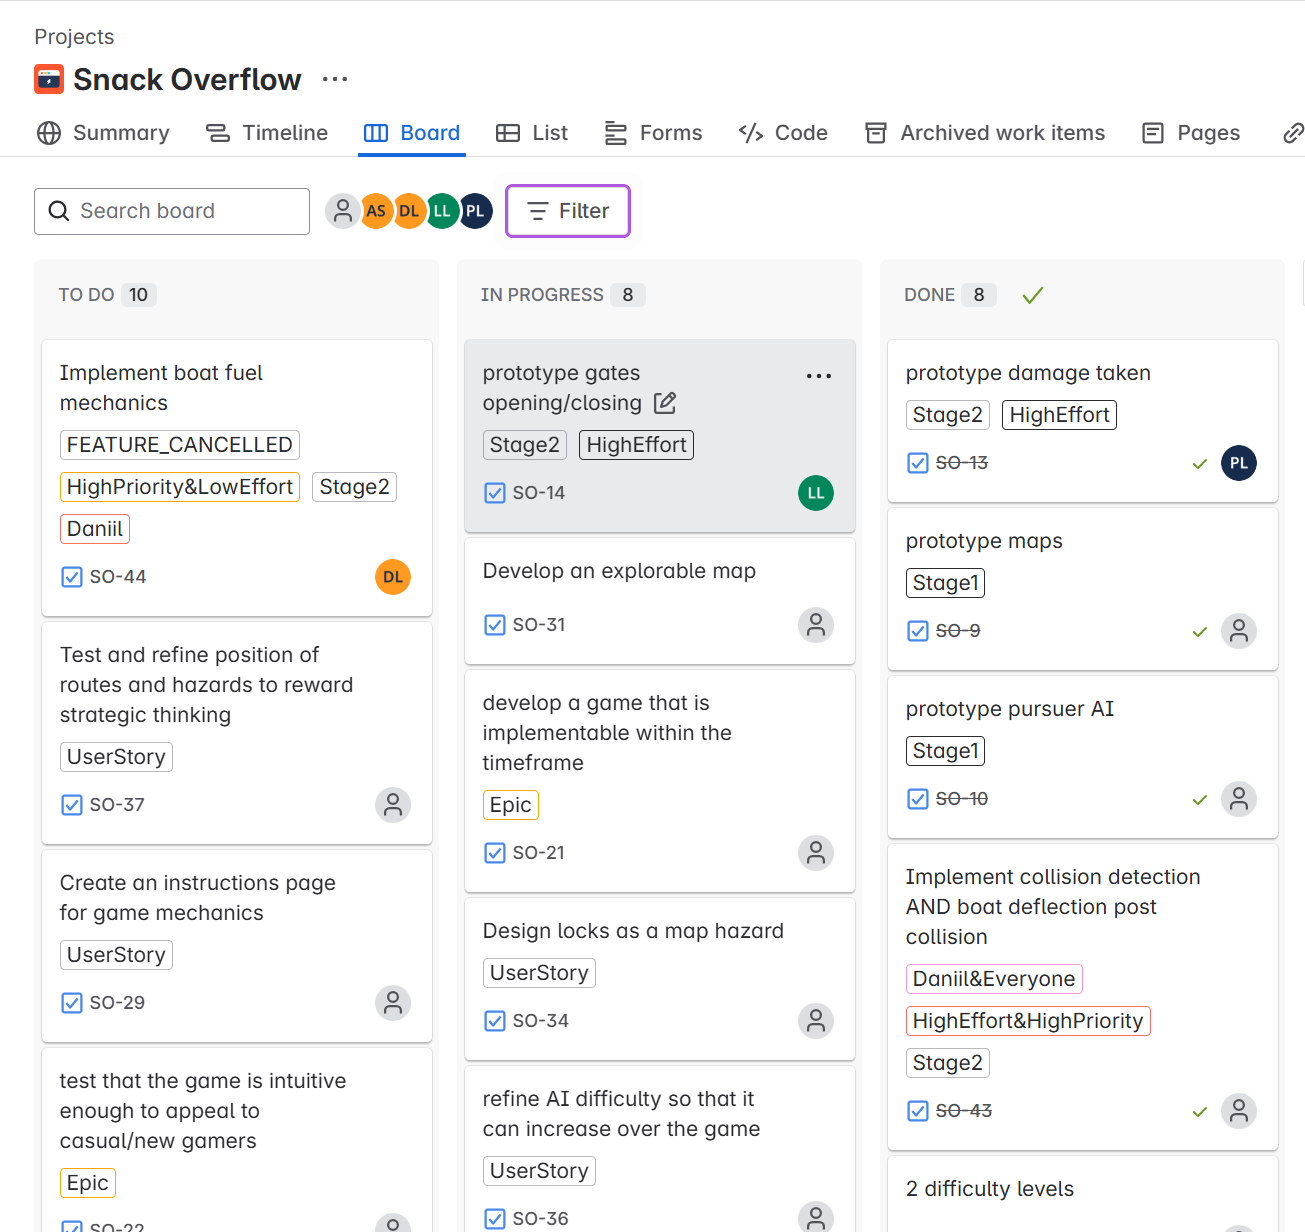 Projects
Snack Overflow
Summary
Timeline
Board
List
Forms
Code
Archived work items
Pages
Search board
AS
DL
LL
PL
Filter
TO DO 10
Implement boat fuel
mechanics
FEATURE_CANCELLED
HighPriority&LowEffort Stage2
Daniil
SO-44
DL
Test and refine position of
routes and hazards to reward
strategic thinking
UserStory
SO-37
Create an instructions page
for game mechanics
UserStory
SO-29
test that the game is intuitive
enough to appeal to
casual/new gamers
Epic
SO-22
IN PROGRESS 8
prototype gates
opening/closing
Stage2 HighEffort
SO-14
LL
Develop an explorable map
SO-31
develop a game that is
implementable within the
timeframe
Epic
SO-21
Design locks as a map hazard
UserStory
SO-34
refine AI difficulty so that it
can increase over the game
UserStory
SO-36
DONE 8
prototype damage taken
Stage2 HighEffort
SO-13
PL
prototype maps
Stage1
SO-9
prototype pursuer AI
Stage1
SO-10
Implement collision detection
AND boat deflection post
collision
Daniil&Everyone
HighEffort&HighPriority
Stage2
SO-43
2 difficulty levels